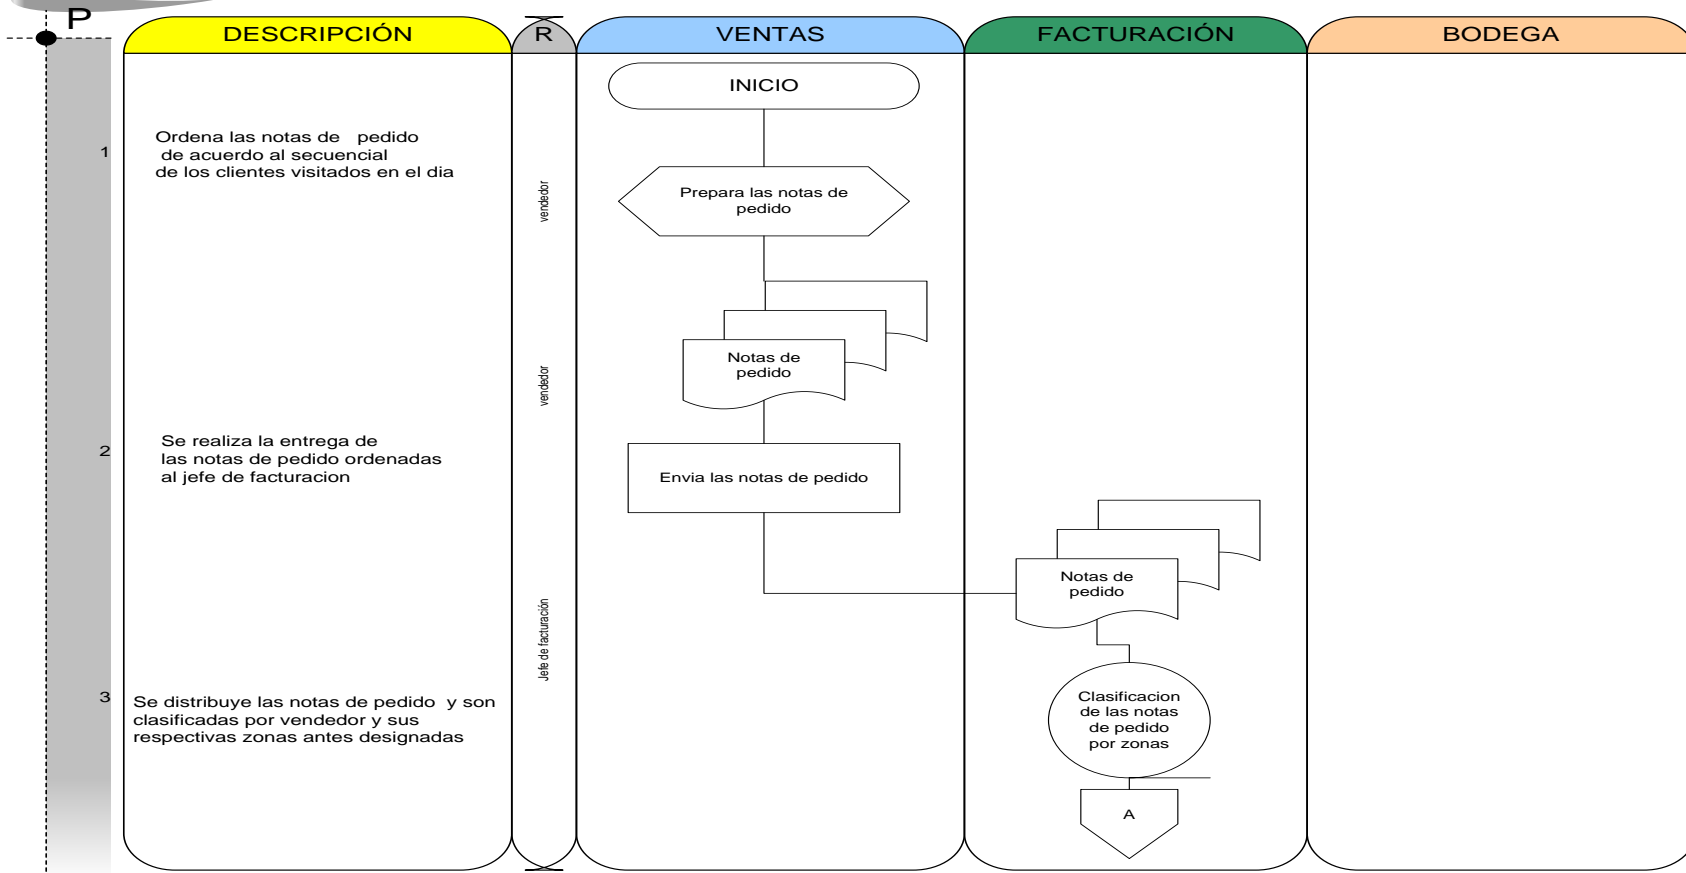 P
DESCRIPCIÓN
R
VENTAS
FACTURACIÓN
BODEGA
INICIO
1
Ordena las notas de pedido
de acuerdo al secuencial
de los clientes visitados en el dia
vendedor
Prepara las notas de
pedido
Notas de
pedido
vendedor
2
Se realiza la entrega de
las notas de pedido ordenadas
al jefe de facturacion
Envia las notas de pedido
Notas de
pedido
Jefe de facturación
3
Se distribuye las notas de pedido y son
clasificadas por vendedor y sus
respectivas zonas antes designadas
Clasificacion
de las notas
de pedido
por zonas
A